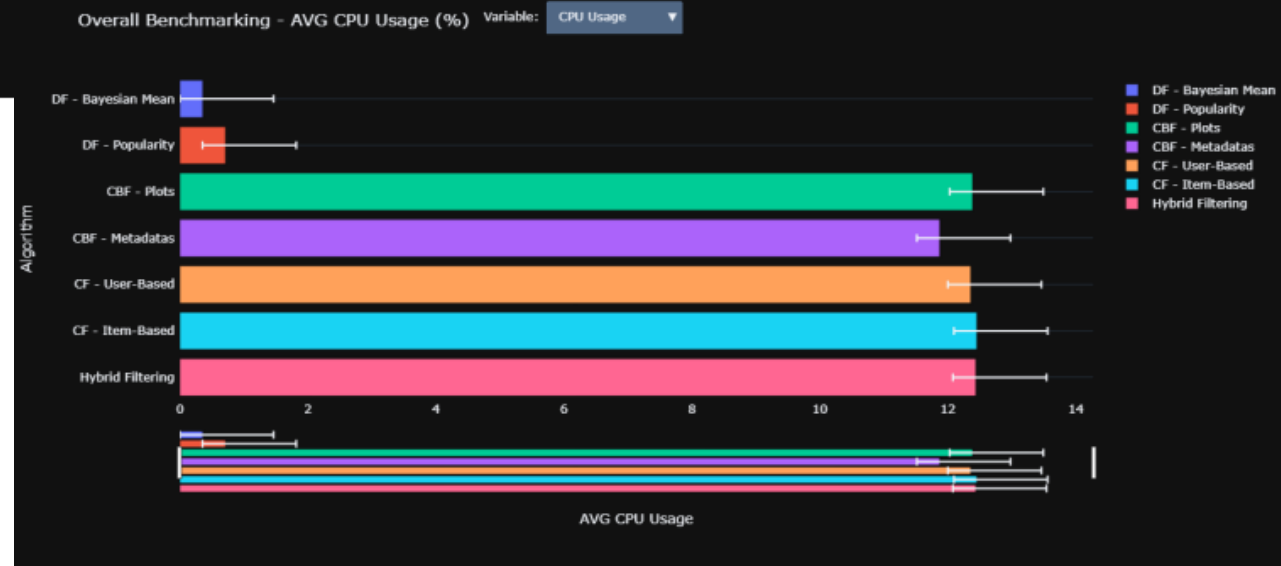 Overall Benchmarking - AVG CPU Usage (%)
Variable:
CPU Usage
DF - Bayesian Mean
DF - Popularity
CBF - Plots
CBF - Metadatas
CF - User-Based
CF - Item-Based
Hybrid Filtering
Algorithm
0 2 4 6 8 10 12 14
AVG CPU Usage
DF - Bayesian Mean
DF - Popularity
CBF - Plots
CBF - Metadatas
CF - User-Based
CF - Item-Based
Hybrid Filtering